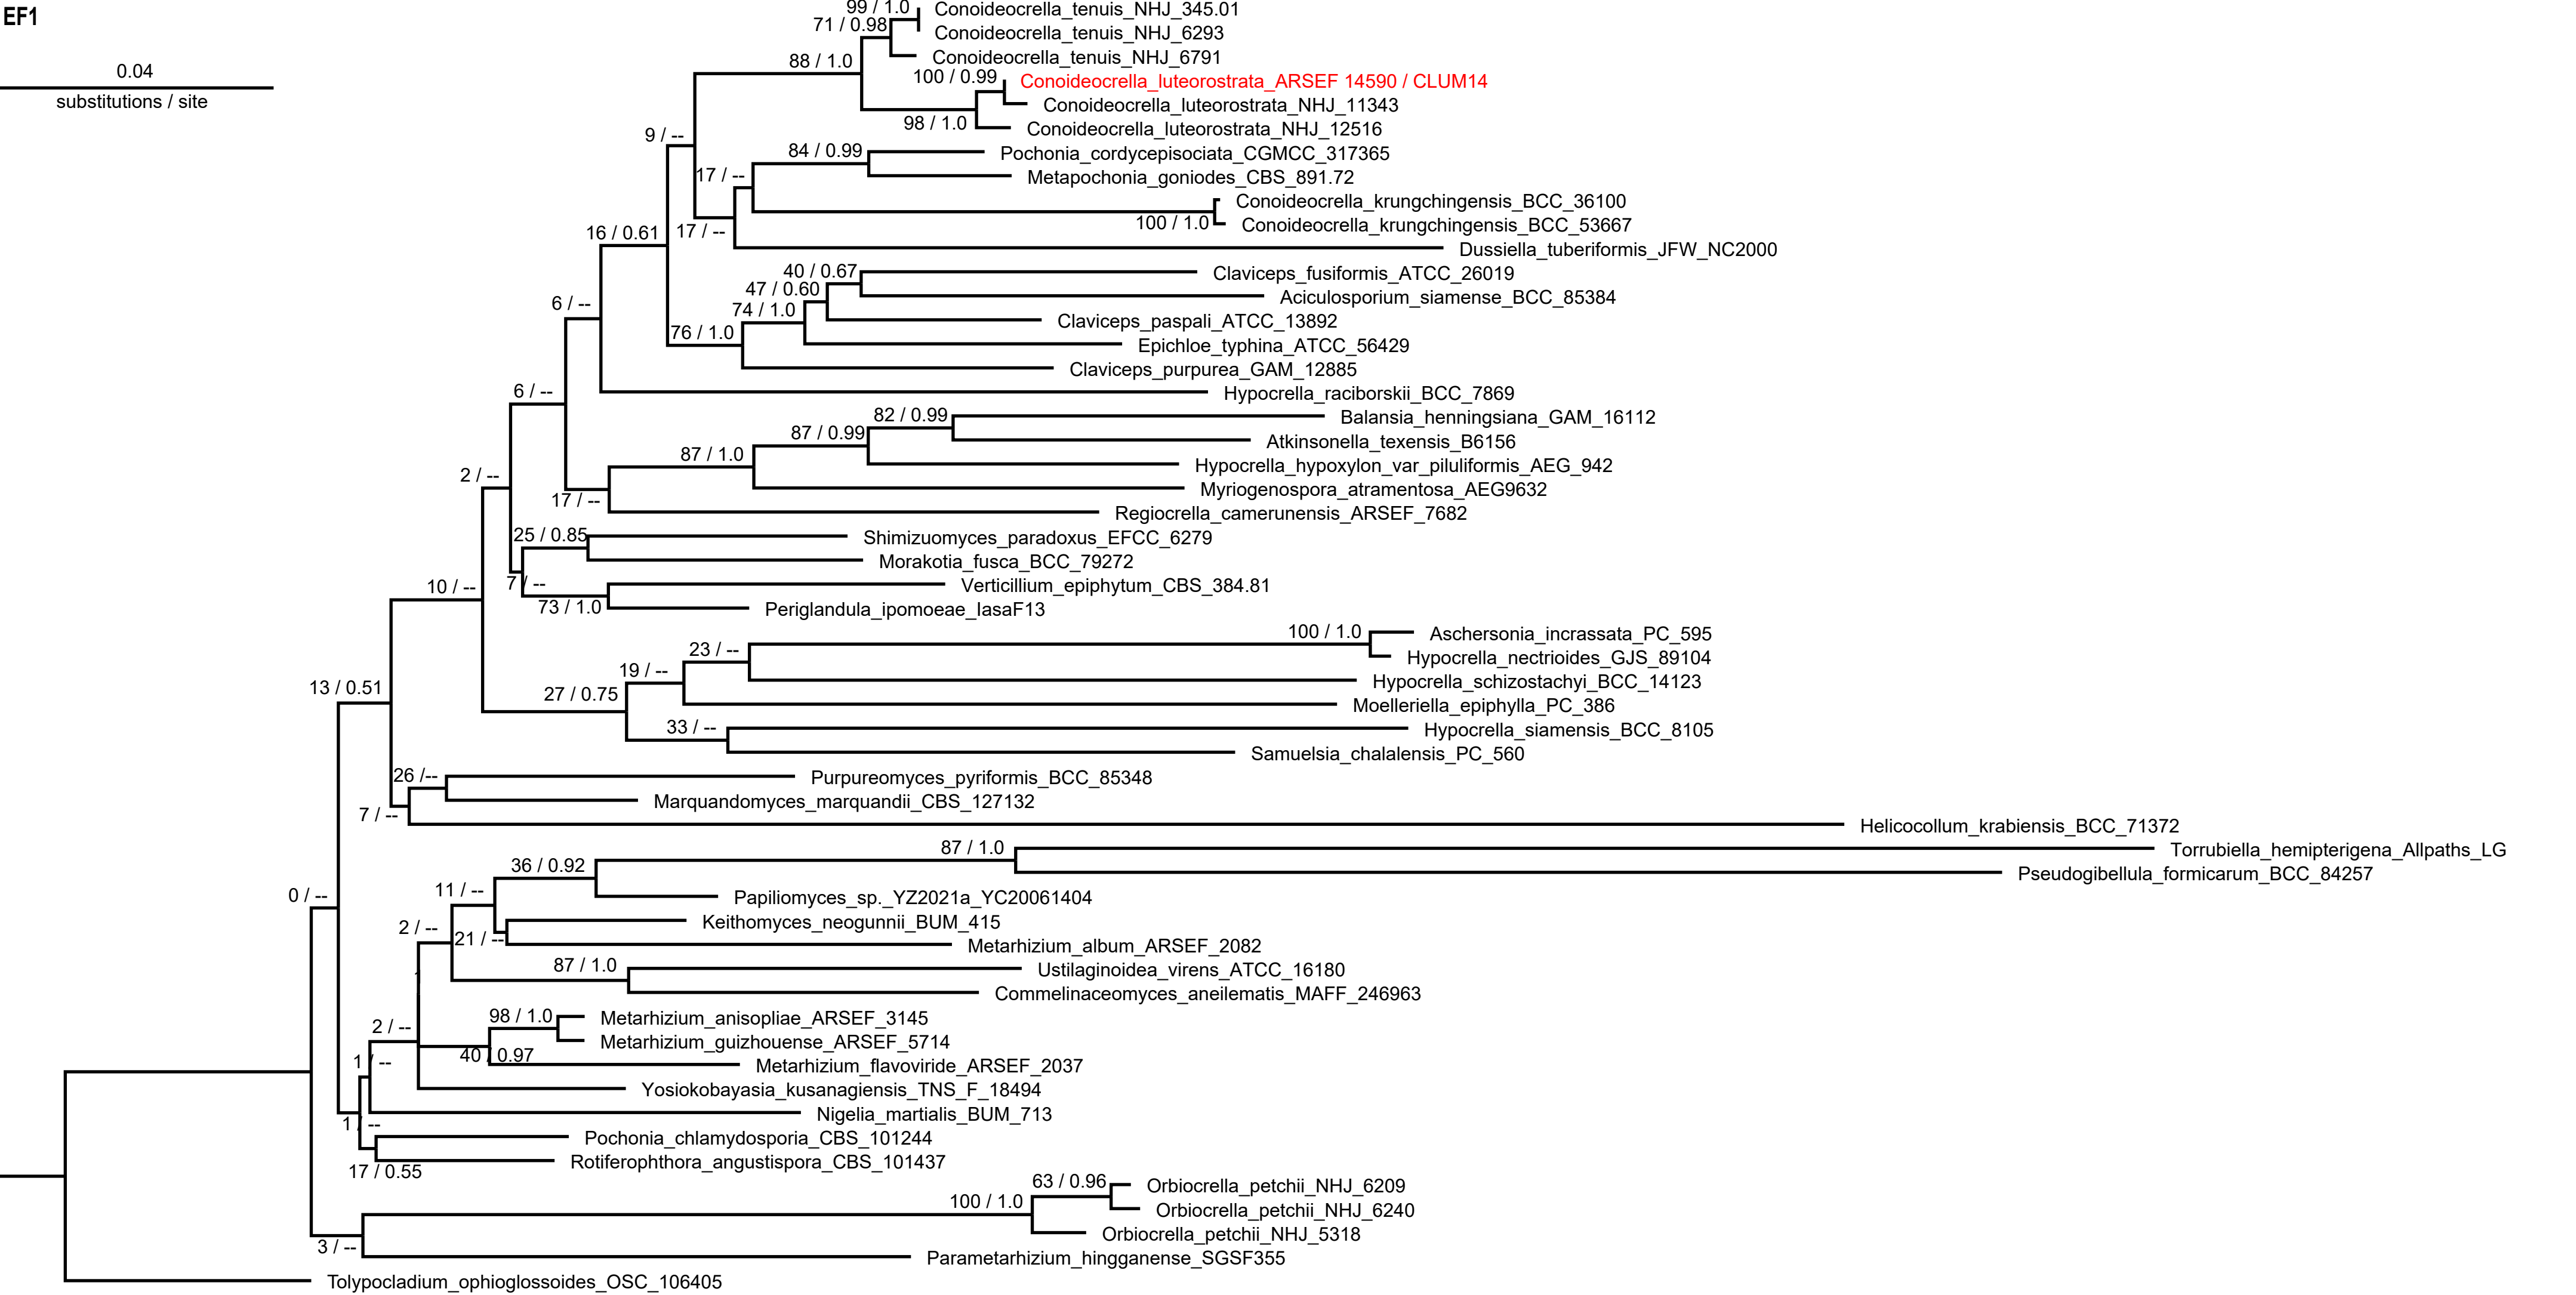 EF1
0.04
substitutions / site
99 / 1.0
Conoideocrella_tenuis_NHJ_345.01
71 / 0.98
Conoideocrella_tenuis_NHJ_6293
Conoideocrella_tenuis_NHJ_6791
88 / 1.0
100 / 0.99
Conoideocrella_luteorostrata_ARSEF 14590 / CLUM14
Conoideocrella_luteorostrata_NHJ_11343
98 / 1.0
Conoideocrella_luteorostrata_NHJ_12516
9 / --
84 / 0.99
Pochonia_cordycepisociata_CGMCC_317365
17 / --
Metapochonia_goniodes_CBS_891.72
Conoideocrella_krungchingensis_BCC_36100
100 / 1.0
Conoideocrella_krungchingensis_BCC_53667
16 / 0.61
17 / --
Dussiella_tuberiformis_JFW_NC2000
40 / 0.67
Claviceps_fusiformis_ATCC_26019
47 / 0.60
Aciculosporium_siamense_BCC_85384
6 / --
74 / 1.0
Claviceps_paspali_ATCC_13892
76 / 1.0
Epichloe_typhina_ATCC_56429
Claviceps_purpurea_GAM_12885
6 / --
Hypocrella_raciborskii_BCC_7869
82 / 0.99
Balansia_henningsiana_GAM_16112
87 / 0.99
Atkinsonella_texensis_B6156
87 / 1.0
Hypocrella_hypoxylon_var_piluliformis_AEG_942
2 / --
Myriogenospora_atramentosa_AEG9632
17 / --
Regiocrella_camerunensis_ARSEF_7682
25 / 0.85
Shimizuomyces_paradoxus_EFCC_6279
Morakotia_fusca_BCC_79272
10 / --
7 / --
Verticillium_epiphytum_CBS_384.81
73 / 1.0
Periglandula_ipomoeae_IasaF13
100 / 1.0
Aschersonia_incrassata_PC_595
23 / --
Hypocrella_nectrioides_GJS_89104
19 / --
Hypocrella_schizostachyi_BCC_14123
13 / 0.51
27 / 0.75
Moelleriella_epiphylla_PC_386
33 / --
Hypocrella_siamensis_BCC_8105
Samuelsia_chalalensis_PC_560
26 /--
Purpureomyces_pyriformis_BCC_85348
Marquandomyces_marquandii_CBS_127132
7 / --
Helicocollum_krabiensis_BCC_71372
87 / 1.0
Torrubiella_hemipterigena_Allpaths_LG
36 / 0.92
Pseudogibellula_formicarum_BCC_84257
0 / --
11 / --
Papiliomyces_sp._YZ2021a_YC20061404
2 / --
Keithomyces_neogunnii_BUM_415
21 / --
Metarhizium_album_ARSEF_2082
87 / 1.0
Ustilaginoidea_virens_ATCC_16180
Commelinaceomyces_aneilematis_MAFF_246963
98 / 1.0
Metarhizium_anisopliae_ARSEF_3145
2 / --
Metarhizium_guizhouense_ARSEF_5714
40 / 0.97
1 / --
Metarhizium_flavoviride_ARSEF_2037
Yosiokobayasia_kusanagiensis_TNS_F_18494
Nigelia_martialis_BUM_713
1 / --
Pochonia_chlamydosporia_CBS_101244
Rotiferophthora_angustispora_CBS_101437
17 / 0.55
63 / 0.96
Orbiocrella_petchii_NHJ_6209
100 / 1.0
Orbiocrella_petchii_NHJ_6240
Orbiocrella_petchii_NHJ_5318
3 / --
Parametarhizium_hingganense_SGSF355
Tolypocladium_ophioglossoides_OSC_106405